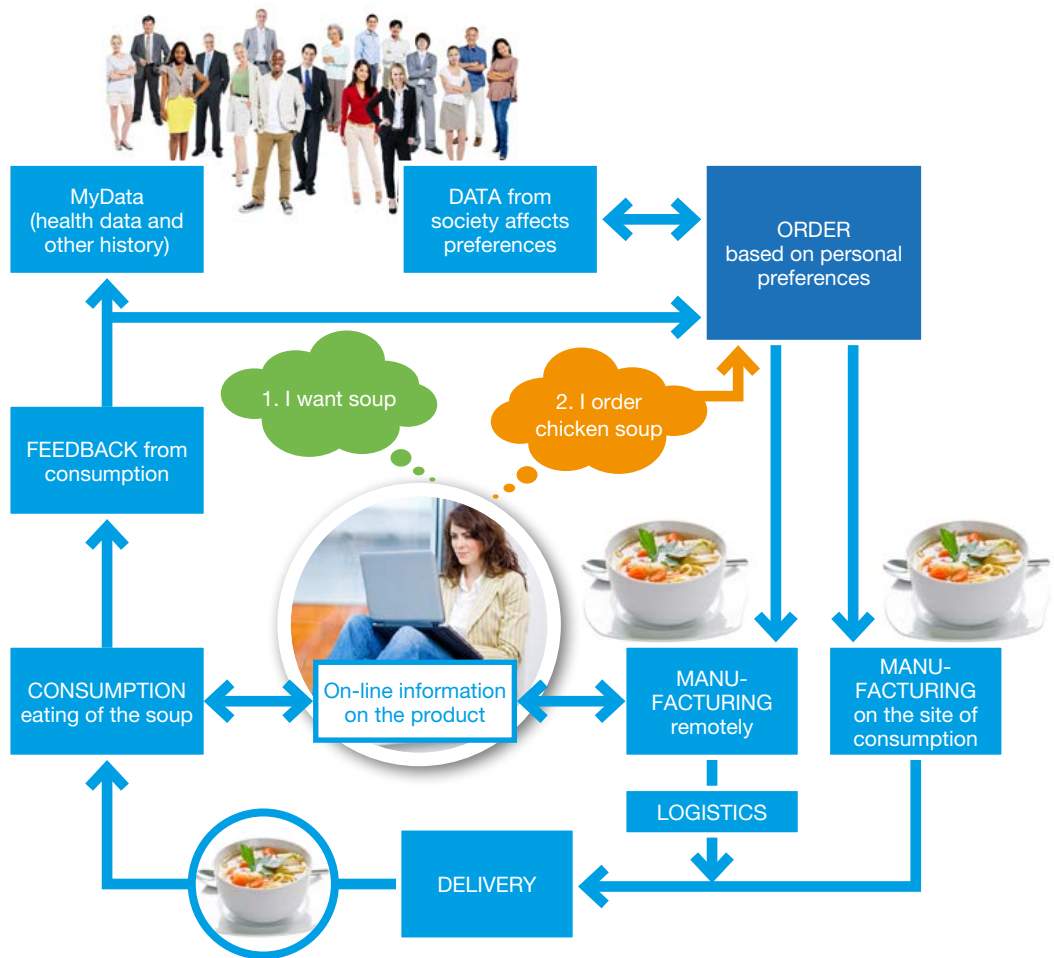 MyData
(health data and
other history)
DATA from
society affects
preferences
ORDER
based on personal
preferences
1. I want soup
2. I order
chicken soup
FEEDBACK from
consumption
CONSUMPTION
eating of the soup
On-line information
on the product
MANU-
FACTURING
remotely
MANU-
FACTURING
on the site of
consumption
LOGISTICS
DELIVERY